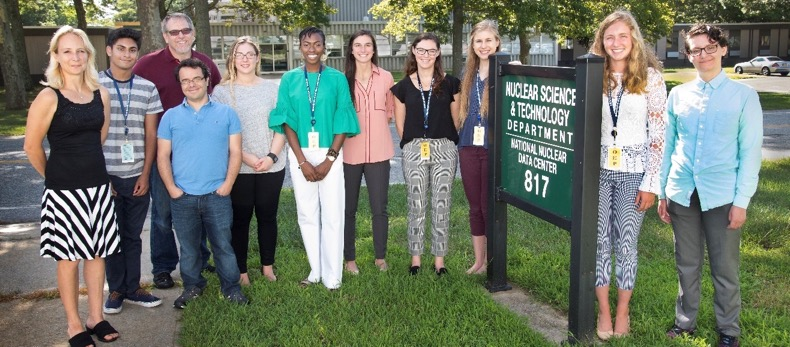 NUCLEAR SCIENCE
& TECHNOLOGY
DEPARTMENT
NATIONAL NUCLEAR
DATA CENTER
817